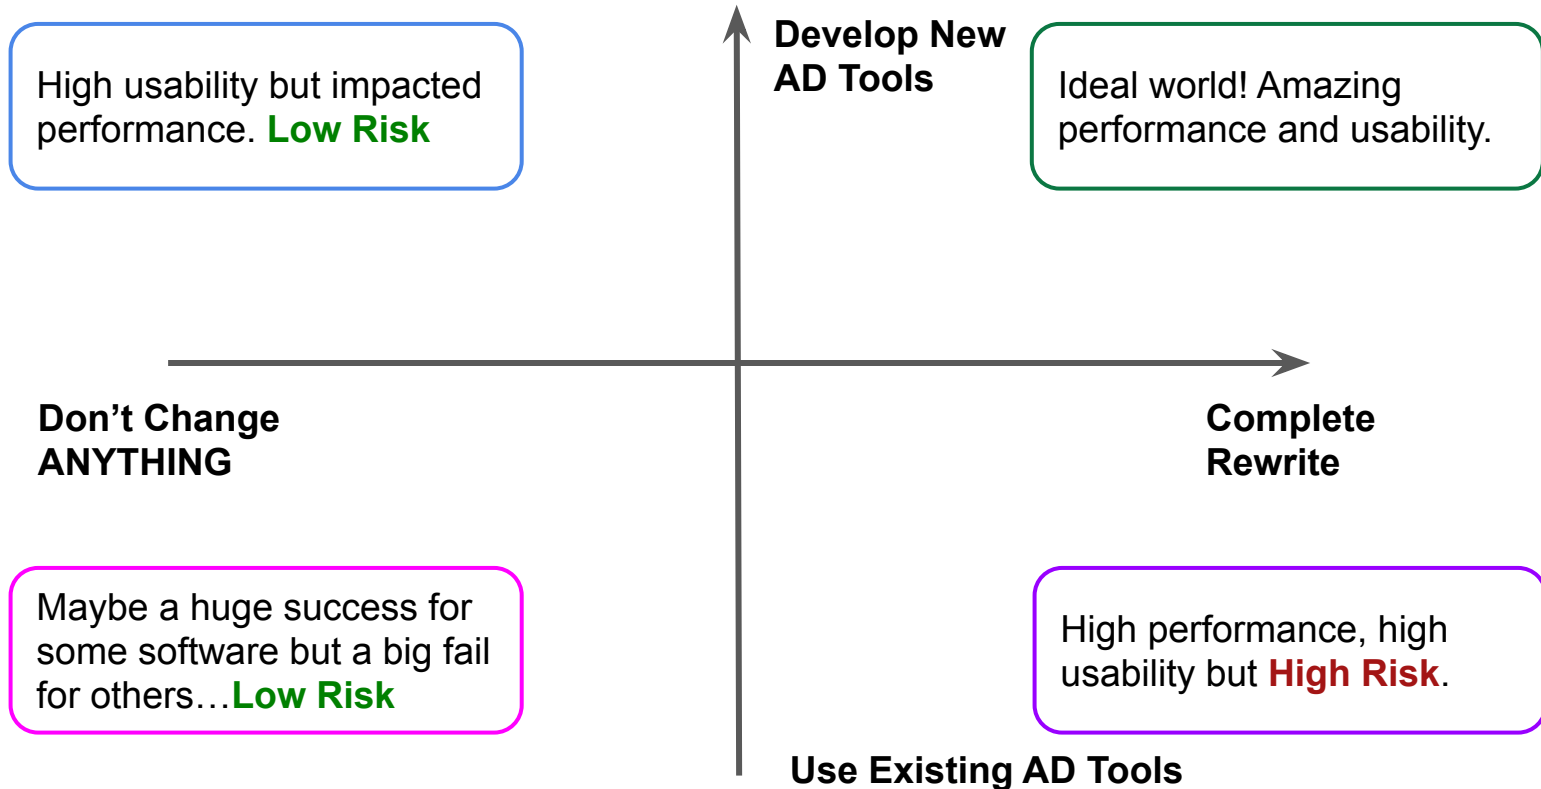 Develop New
AD Tools
High usability but impacted
performance. Low Risk
Ideal world! Amazing
performance and usability.
Don’t Change
ANYTHING
Complete
Rewrite
Maybe a huge success for
some software but a big fail
for others…Low Risk
High performance, high
usability but High Risk.
Use Existing AD Tools